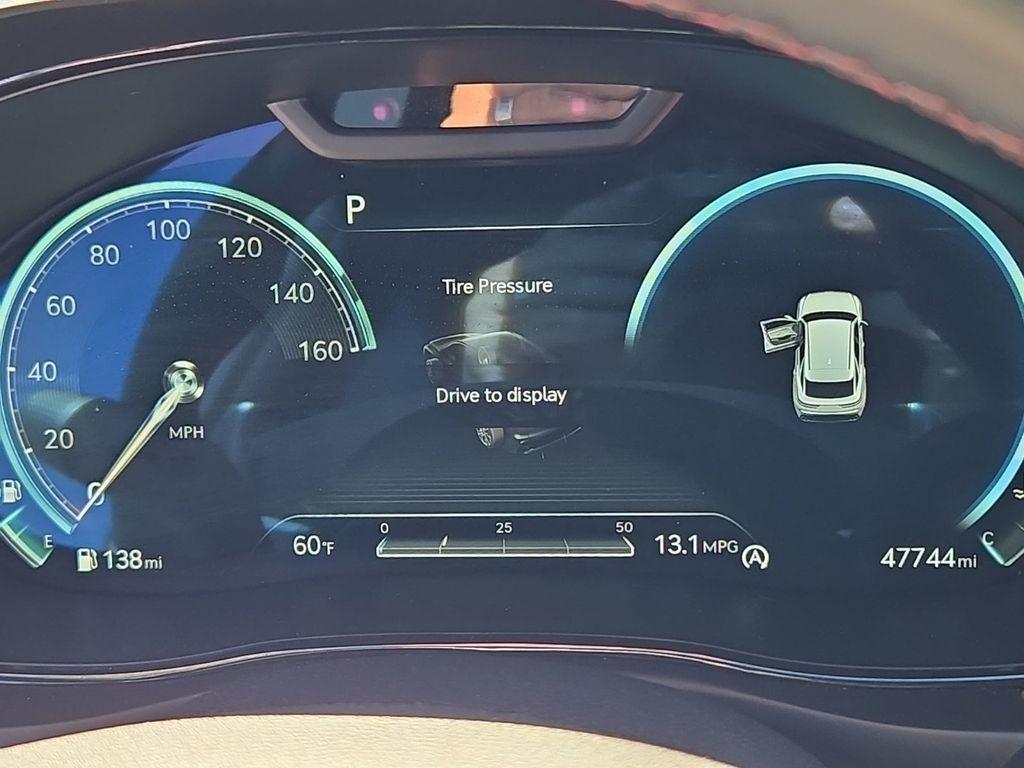 P
100
80
120
60
140
160
40
20
0
MPH
Tire Pressure
Drive to display
E
138mi
60°F
0 25 50
13.1MPG
A
C
47744mi